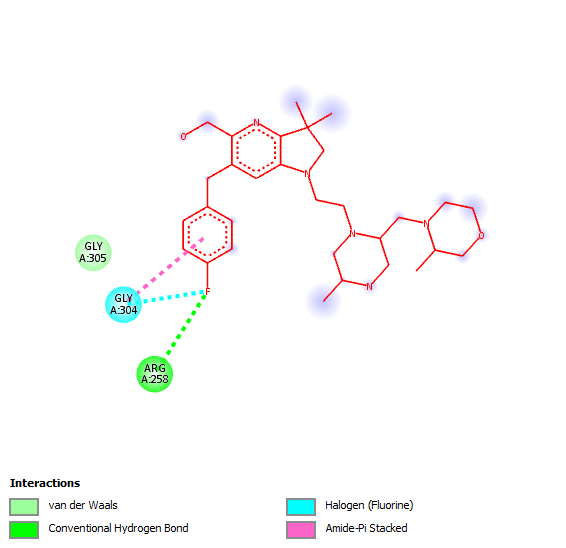 N
O
N
GLY
A:305
N
N
O
GLY
A:304
F
N
ARG
A:258
Interactions
van der Waals
Halogen (Fluorine)
Conventional Hydrogen Bond
Amide-Pi Stacked